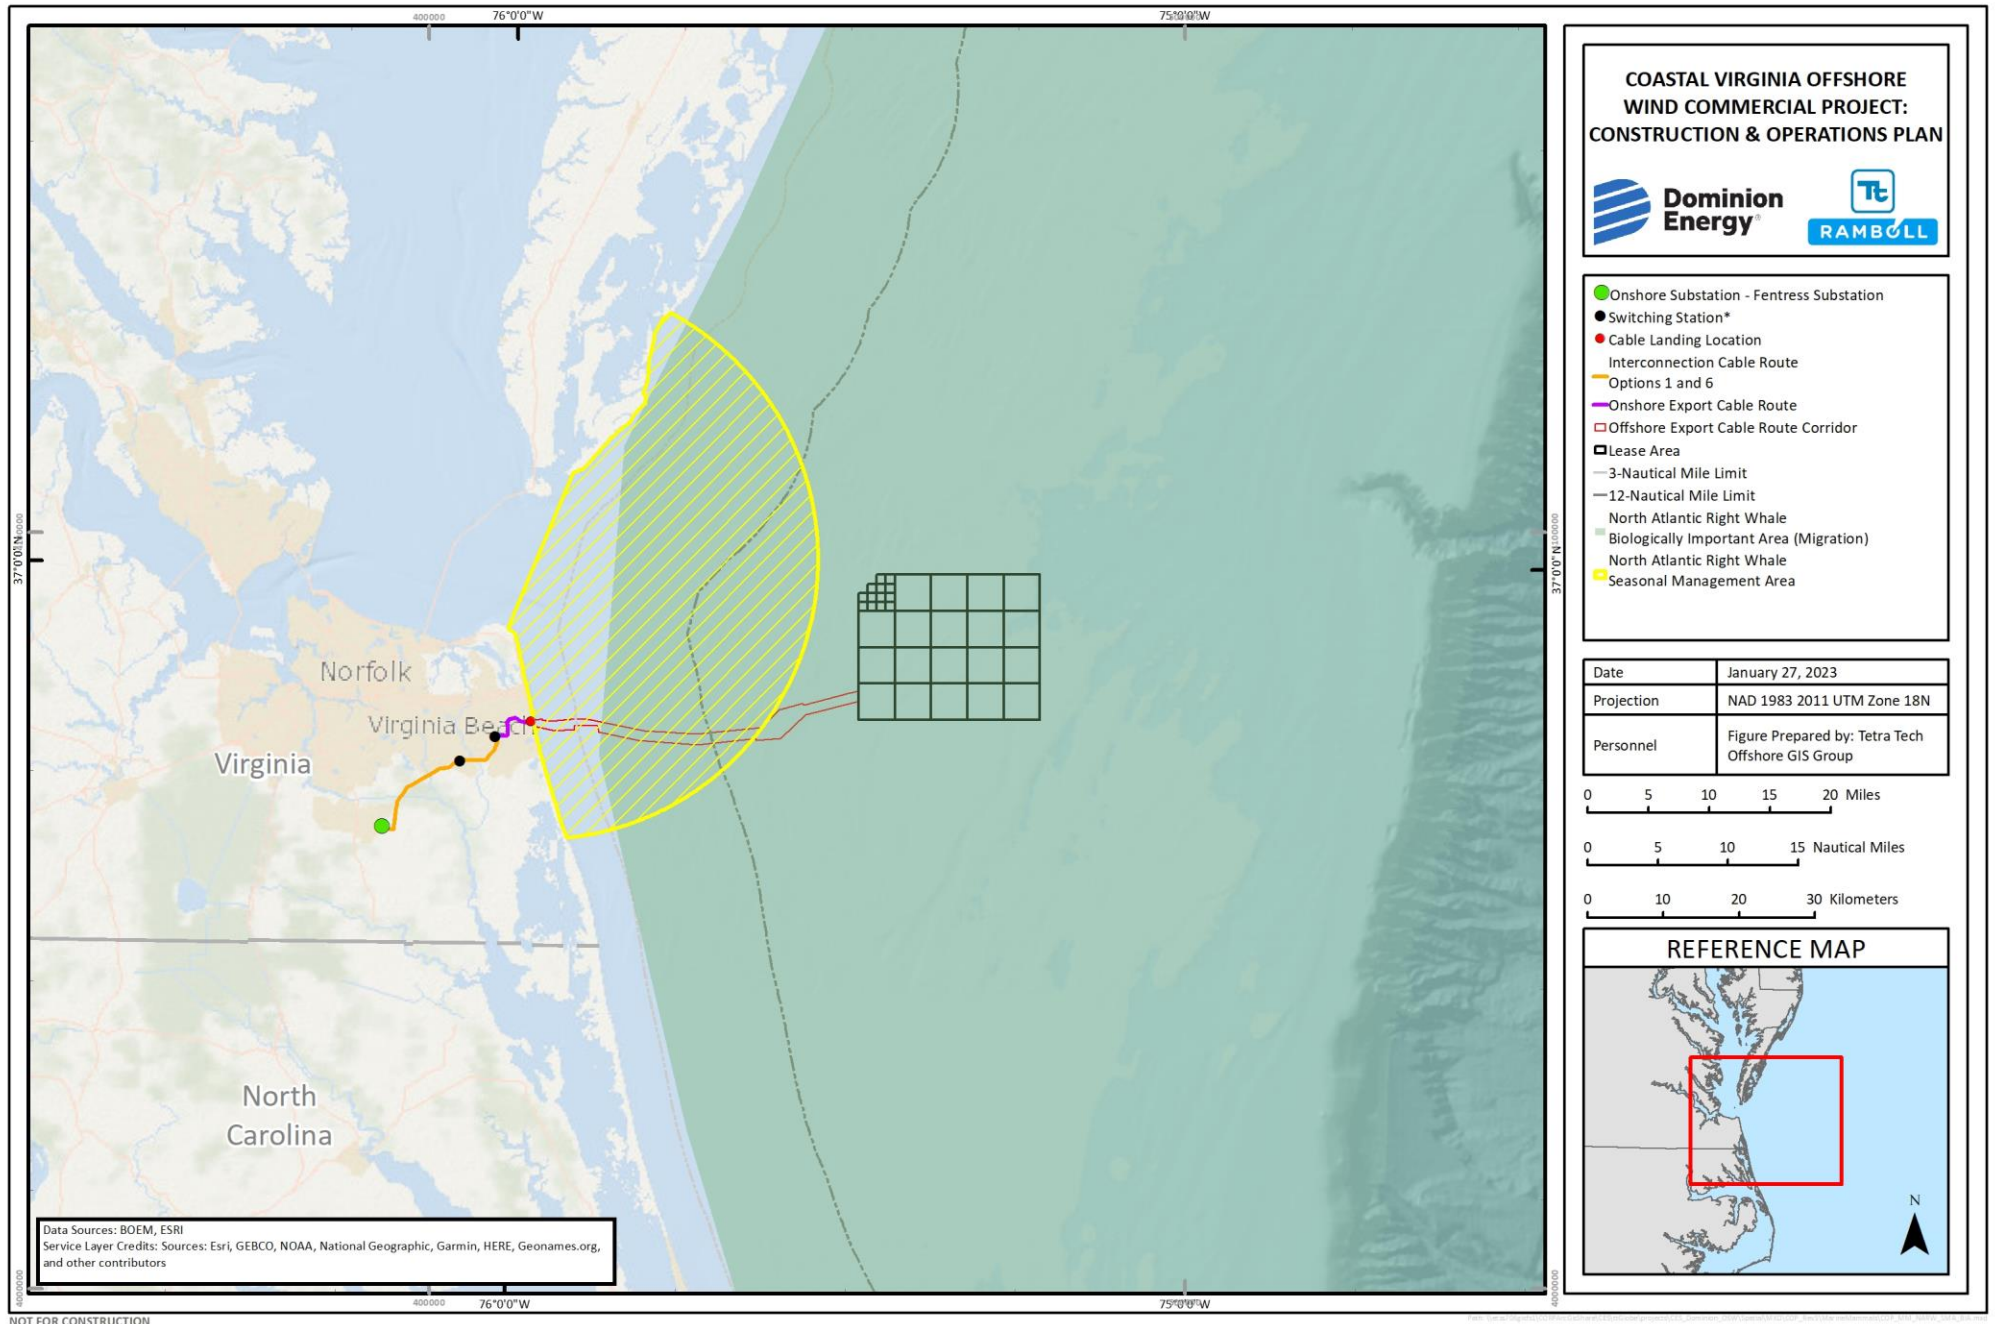 400000
76°0'0"W
75°0'0"W
37°0'0"N
37°0'0"N
4100000
Norfolk
Virginia Beach
Virginia
North
Carolina
Data Sources: BOEM, ESRI
Service Layer Credits: Sources: Esri, GEBCO, NOAA, National Geographic, Garmin, HERE, Geonames.org,
and other contributors
4000000
400000
76°0'0"W
75°0'0"W
4000000
NOT FOR CONSTRUCTION
COASTAL VIRGINIA OFFSHORE
WIND COMMERCIAL PROJECT:
CONSTRUCTION & OPERATIONS PLAN
Dominion
Energy®
Tt
RAMBOLL
Onshore Substation - Fentress Substation
Switching Station*
Cable Landing Location
Interconnection Cable Route
Options 1 and 6
Onshore Export Cable Route
Offshore Export Cable Route Corridor
Lease Area
3-Nautical Mile Limit
12-Nautical Mile Limit
North Atlantic Right Whale
Biologically Important Area (Migration)
North Atlantic Right Whale
Seasonal Management Area
Date January 27, 2023
Projection NAD 1983 2011 UTM Zone 18N
Personnel Figure Prepared by: Tetra Tech
Offshore GIS Group
0 5 10 15 20 Miles
0 5 10 15 Nautical Miles
0 10 20 30 Kilometers
REFERENCE MAP
N